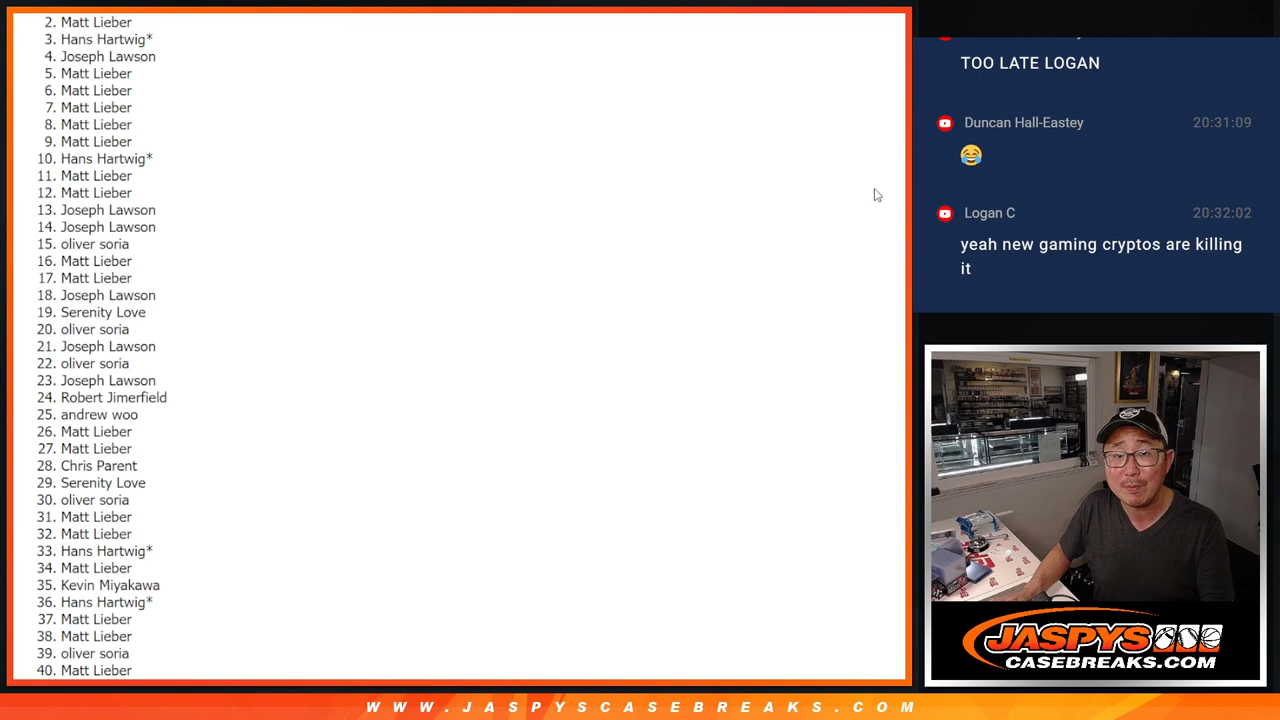 2. Matt Lieber
3. Hans Hartwig*
4. Joseph Lawson
5. Matt Lieber
6. Matt Lieber
7. Matt Lieber
8. Matt Lieber
9. Matt Lieber
10. Hans Hartwig*
11. Matt Lieber
12. Matt Lieber
13. Joseph Lawson
14. Joseph Lawson
15. oliver soria
16. Matt Lieber
17. Matt Lieber
18. Joseph Lawson
19. Serenity Love
20. oliver soria
21. Joseph Lawson
22. oliver soria
23. Joseph Lawson
24. Robert Jimerfield
25. andrew woo
26. Matt Lieber
27. Matt Lieber
28. Chris Parent
29. Serenity Love
30. oliver soria
31. Matt Lieber
32. Matt Lieber
33. Hans Hartwig*
34. Matt Lieber
35. Kevin Miyakawa
36. Hans Hartwig*
37. Matt Lieber
38. Matt Lieber
39. oliver soria
40. Matt Lieber
TOO LATE LOGAN
Duncan Hall-Eastey 20:31:09
😂
Logan C 20:32:02
yeah new gaming cryptos are killing
it
JASPYS
CASEBREAKS.COM
WWW.JASPYSCASEBREAKS.COM